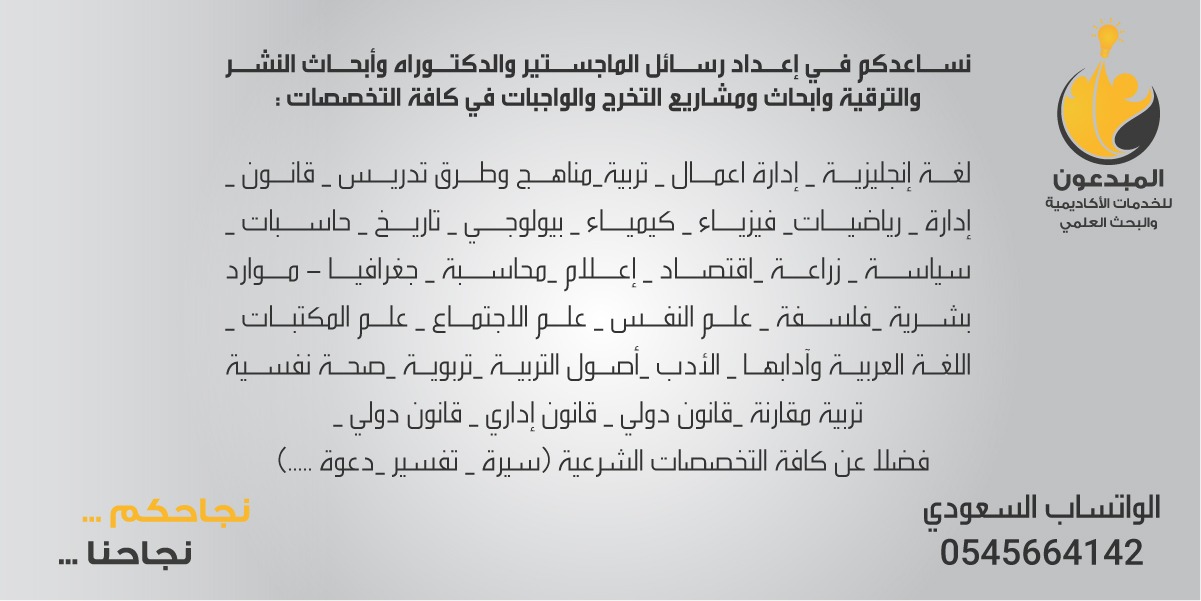 نساعدكم في إعداد رسائل الماجستير والدكتوراه وأبحاث النشر
والترقية وابحاث ومشاريع التخرج والواجبات في كافة التخصصات :
المبدعون
للخدمات الأكاديمية
والبحث العلمي
لغة إنجليزية _ إدارة اعمال _ تربية_مناهج وطرق تدريس _ قانون _
إدارة _ رياضيات_ فيزياء _ كيمياء _ بيولوجي _ تاريخ _ حاسبات _
سياسة _ زراعة _اقتصاد _ إعلام _محاسبة _ جغرافيا – موارد
بشرية _فلسفة _ علم النفس _ علم الاجتماع _ علم المكتبات _
اللغة العربية وآدابها _ الأدب _أصول التربية _تربوية _صحة نفسية
تربية مقارنة _قانون دولي _ قانون إداري _ قانون دولي _
فضلا عن كافة التخصصات الشرعية (سيرة _ تفسير _دعوة .....)
الواتساب السعودي
0545664142
نجاحكم ...
نجاحنا ...